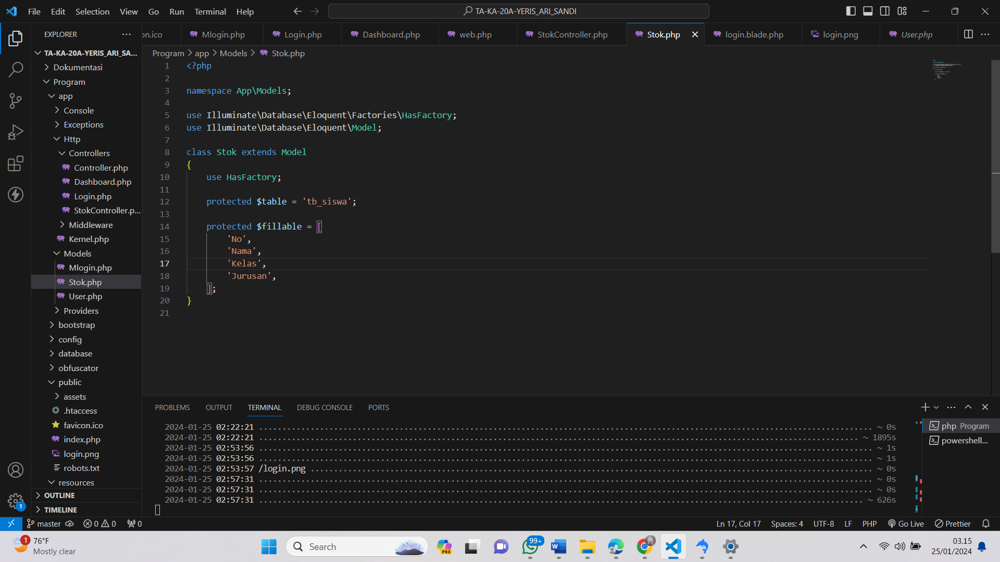 File Edit Selection View Go Run Terminal Help
TA-KA-20A-YERIS_ARI_SANDI
EXPLORER
on.ico Mlogin.php Login.php Dashboard.php web.php StokController.php Stok.php login.blade.php login.png User.php
Program > app > Models > Stok.php
TA-KA-20A-YERIS_ARI_SA...
Dokumentasi
Program
app
Console
Exceptions
Http
Controllers
Controller.php
Dashboard.php
Login.php
StokController.p...
Middleware
Kernel.php
Models
Mlogin.php
Stok.php
User.php
Providers
bootstrap
config
database
obfuscator
public
assets
.htaccess
favicon.ico
index.php
login.png
robots.txt
resources
OUTLINE
TIMELINE
1 <?php
2
3 namespace App\Models;
4
5 use Illuminate\Database\Eloquent\Factories\HasFactory;
6 use Illuminate\Database\Eloquent\Model;
7
8 class Stok extends Model
9 {
10 use HasFactory;
11
12 protected $table = 'tb_siswa';
13
14 protected $fillable = [
15 'No',
16 'Nama',
17 'Kelas',
18 'Jurusan',
19 ];
20 }
21
PROBLEMS OUTPUT TERMINAL DEBUG CONSOLE PORTS
2024-01-25 02:22:21 ........ ~ 0s
2024-01-25 02:22:21 ........ ~ 1895s
2024-01-25 02:53:56 ........ ~ 1s
2024-01-25 02:53:56 ........ ~ 1s
2024-01-25 02:53:57 /login.png ........ ~ 0s
2024-01-25 02:57:31 ........ ~ 0s
2024-01-25 02:57:31 ........ ~ 0s
2024-01-25 02:57:31 ........ ~ 626s
php Program
powershell...
1
master 0 0 0
Ln 17, Col 17 Spaces: 4 UTF-8 LF PHP Go Live Prettier
1
76°F
Mostly clear
Search
PRE
99+
03.15
25/01/2024